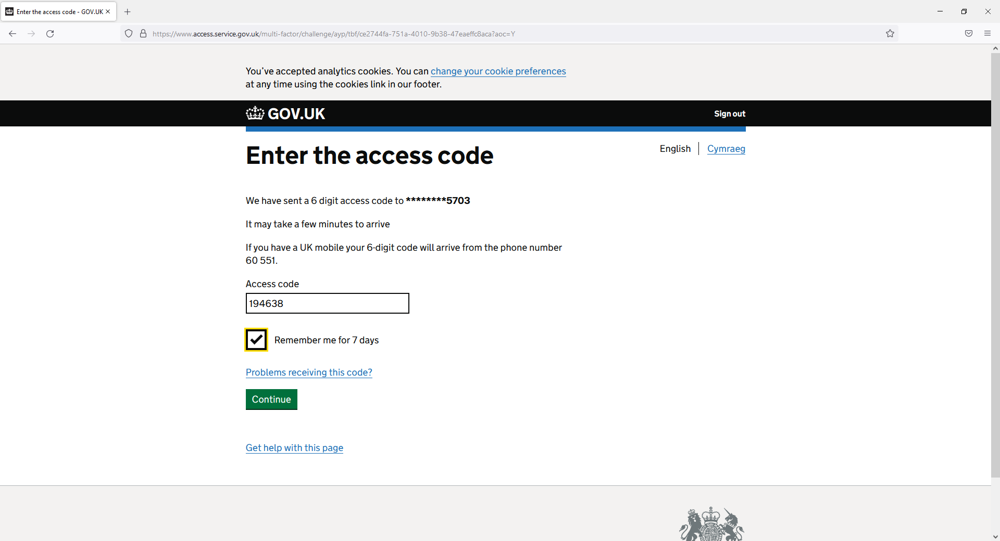 Enter the access code - GOV.UK
https://www.access.service.gov.uk/multi-factor/challenge/ayp/tbf/ce2744fa-751a-4010-9b38-47eaeffc8aca?aoc=Y
You’ve accepted analytics cookies. You can change your cookie preferences
at any time using the cookies link in our footer.
GOV.UK
Sign out
Enter the access code
English
Cymraeg
We have sent a 6 digit access code to ********5703
It may take a few minutes to arrive
If you have a UK mobile your 6-digit code will arrive from the phone number
60 551.
Access code
194638
Remember me for 7 days
Problems receiving this code?
Continue
Get help with this page